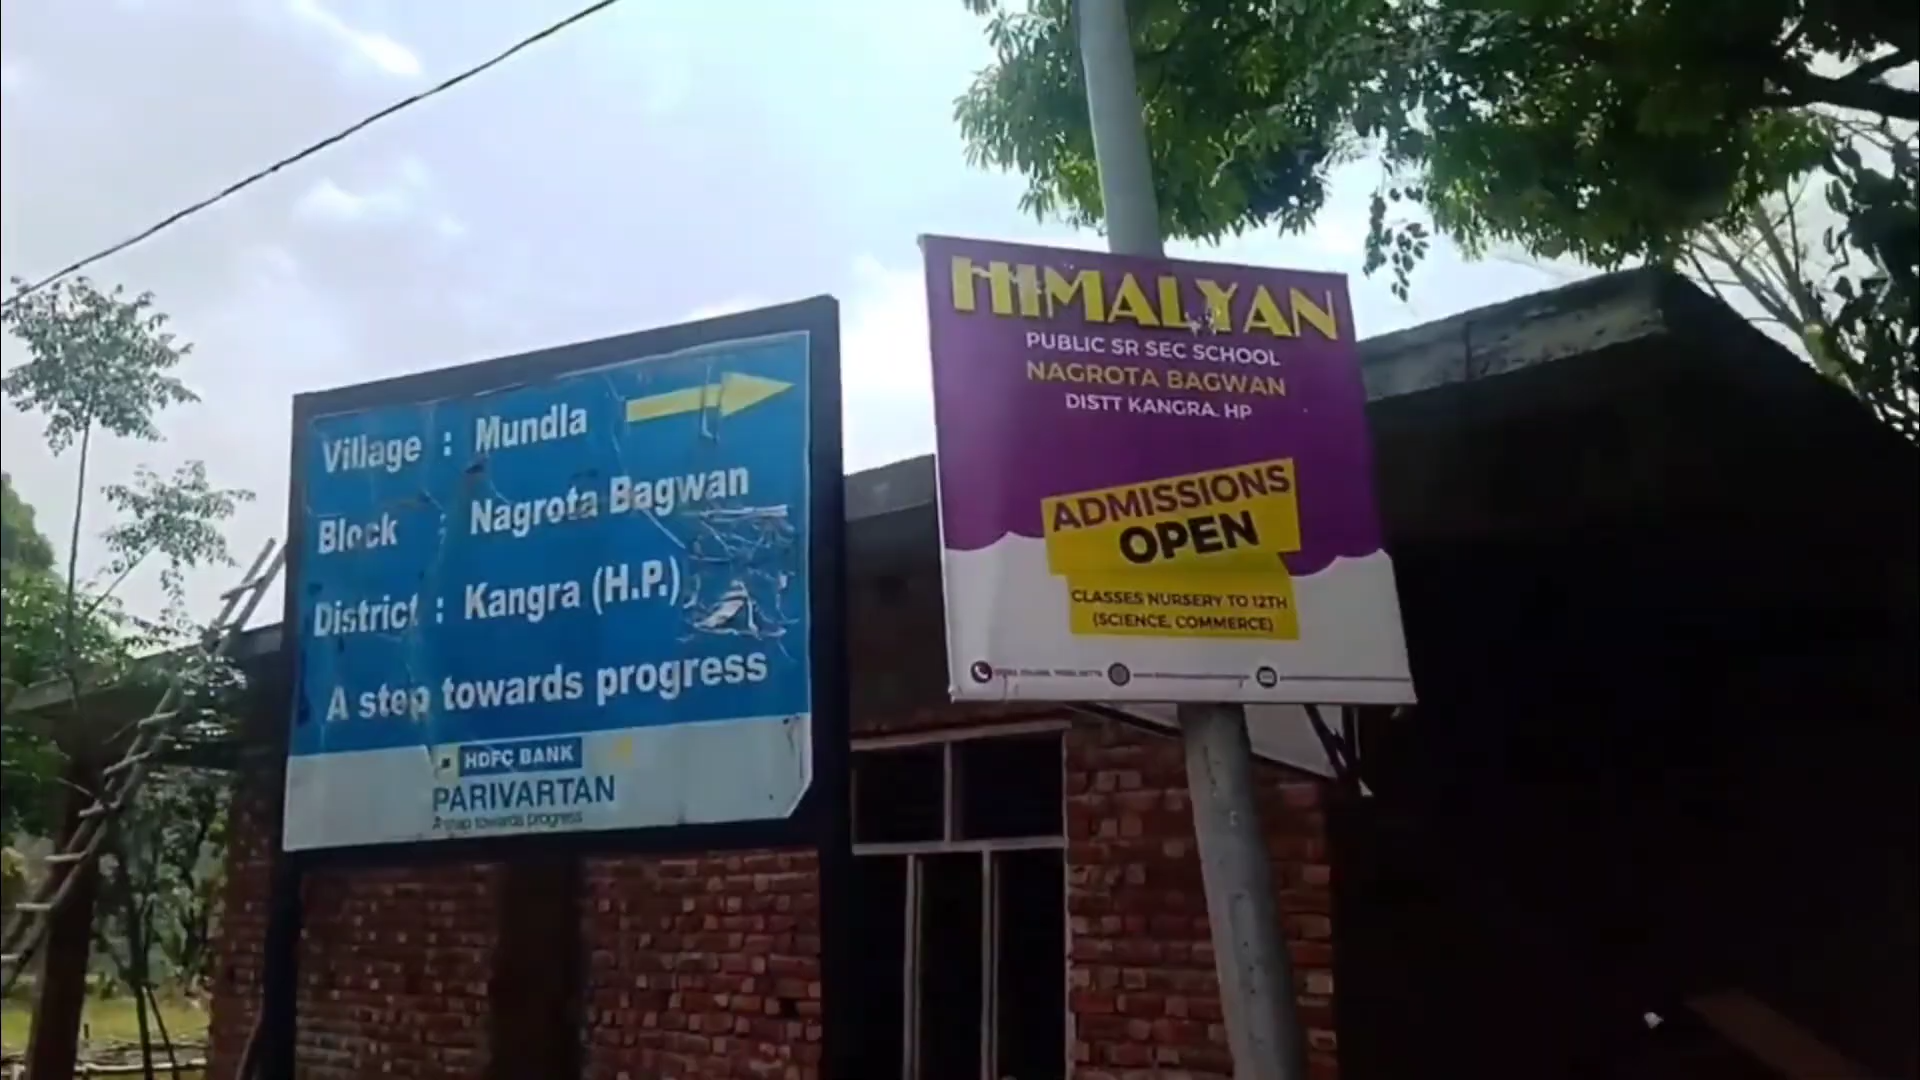 Village : Mundla
Block : Nagrota Bagwan
District : Kangra (H.P.)
A step towards progress
HDFC BANK
PARIVARTAN
A step towards progress
HIMALYAN
PUBLIC SR SEC SCHOOL
NAGROTA BAGWAN
DISTT KANGRA. HP
ADMISSIONS
OPEN
CLASSES NURSERY TO 12TH
(SCIENCE, COMMERCE)